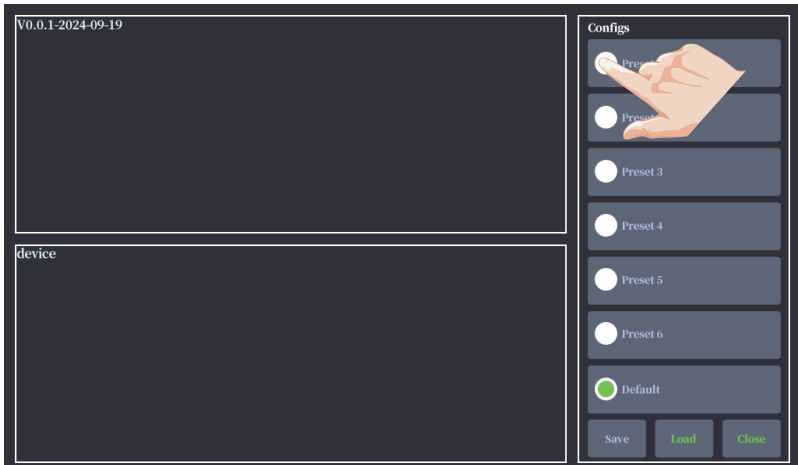 V0.0.1-2024-09-19
device
Configs
Preset 3
Preset 4
Preset 5
Preset 6
Default
Save
Load
Close